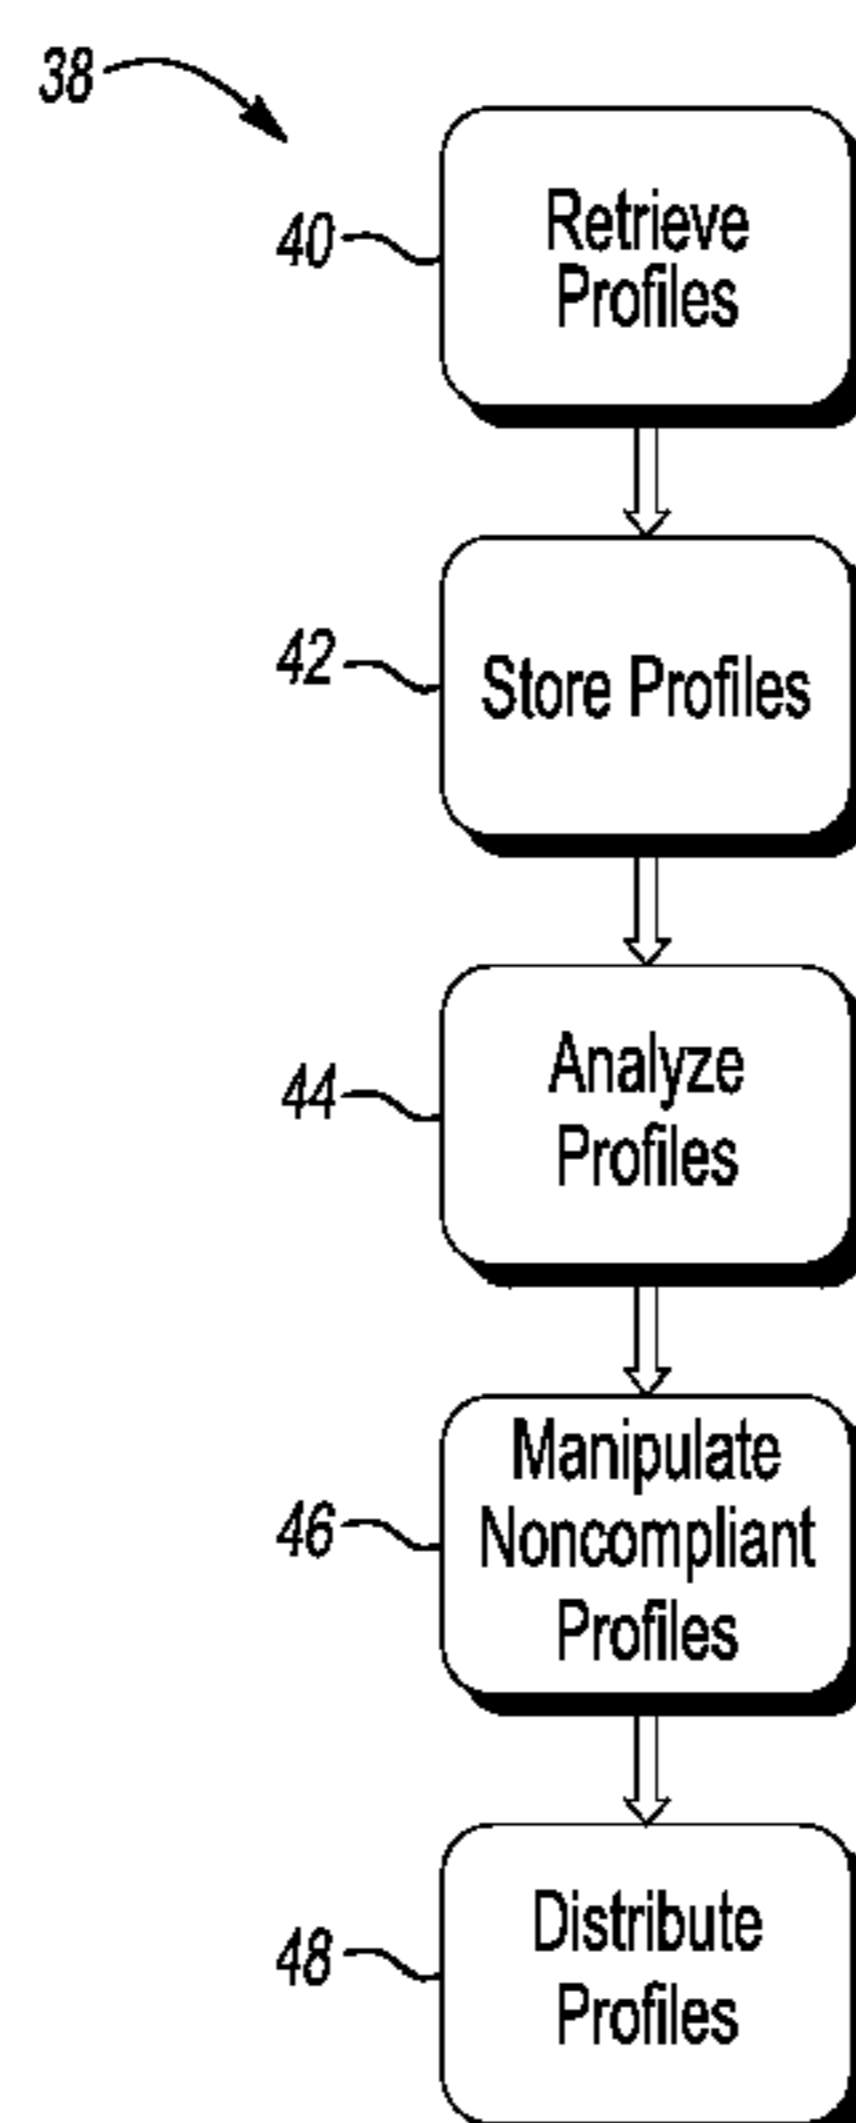 38
40
Retrieve
Profiles
42
Store Profiles
44
Analyze
Profiles
46
Manipulate
Noncompliant
Profiles
48
Distribute
Profiles